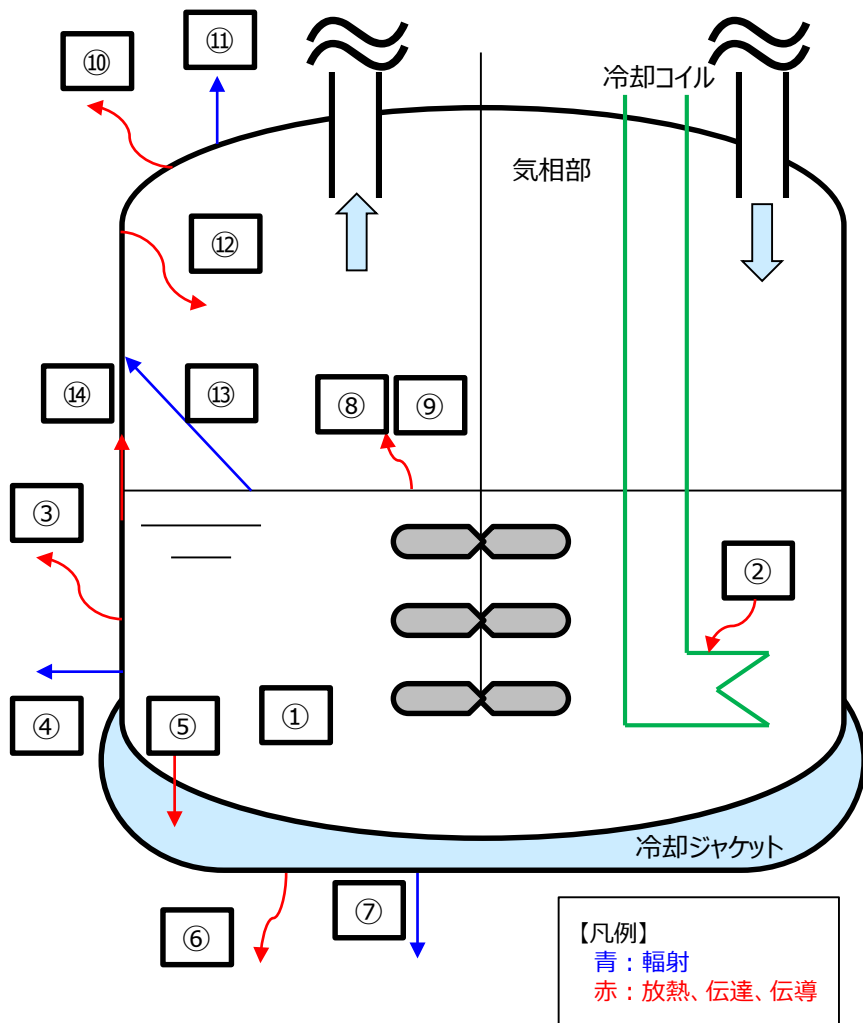 ⑪
⑩
冷却コイル
気相部
⑫
⑭
⑬
⑧
⑨
③
②
①
④
⑤
冷却ジャケット
⑦
⑥
【凡例】
青：輻射
赤：放熱、伝達、伝導